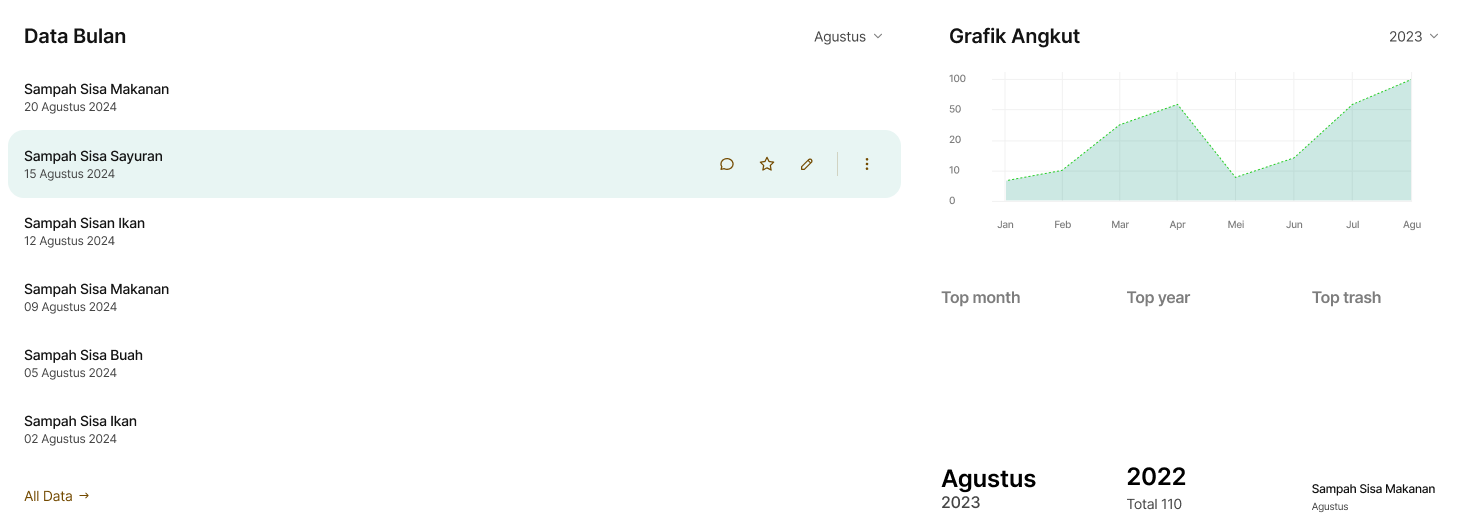 Data Bulan
Agustus
Sampah Sisa Makanan
20 Agustus 2024
Sampah Sisa Sayuran
15 Agustus 2024
Sampah Sisan Ikan
12 Agustus 2024
Sampah Sisa Makanan
09 Agustus 2024
Sampah Sisa Buah
05 Agustus 2024
Sampah Sisa Ikan
02 Agustus 2024
All Data →
Grafik Angkut
2023
100
50
20
10
0
Jan Feb Mar Apr Mei Jun Jul Agu
Top month
Agustus
2023
Top year
2022
Total 110
Top trash
Sampah Sisa Makanan
Agustus